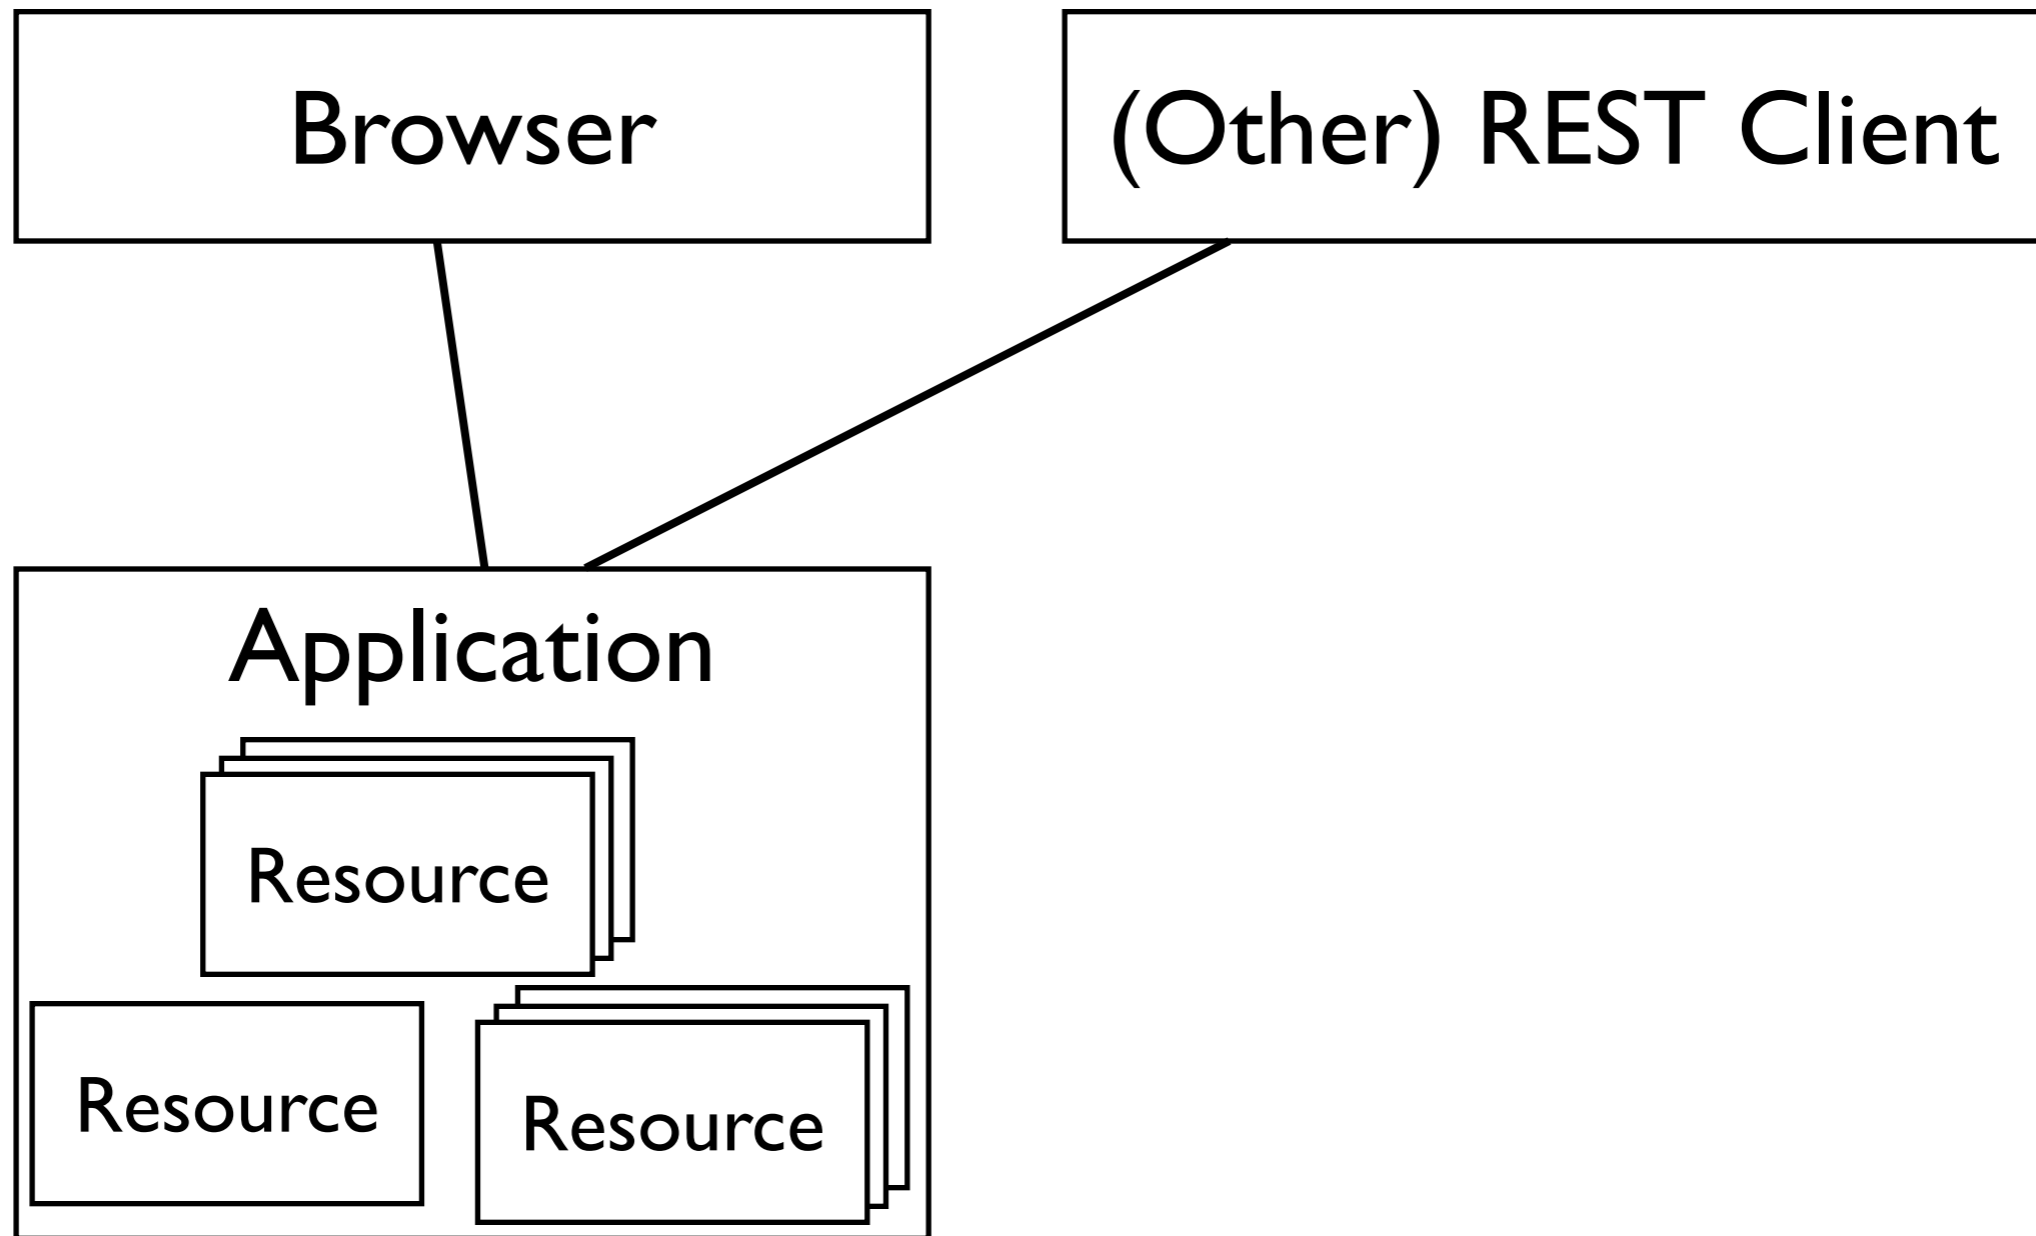 Browser
(Other) REST Client
Application
Resource
Resource
Resource